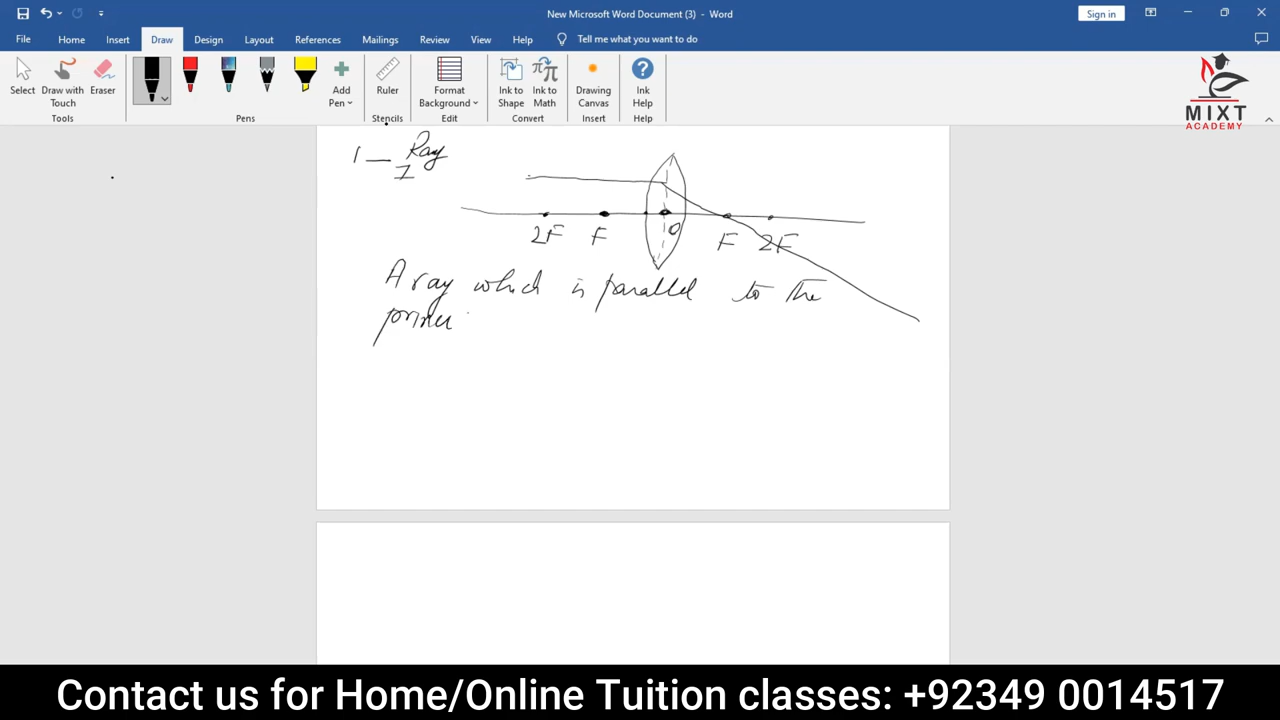 New Microsoft Word Document (3) - Word
Sign in
File Home Insert Draw Design Layout References Mailings Review View Help Tell me what you want to do
Select
Draw with Touch
Eraser
Add Pen
Ruler
Format Background
Ink to Shape
Ink to Math
Drawing Canvas
Ink Help
Tools
Pens
Stencils
Edit
Convert
Insert
Help
MIXT
ACADEMY
1 — Ray
I
2F F O F 2F
A ray which is parallel to the
princ
Contact us for Home/Online Tuition classes: +92349 0014517